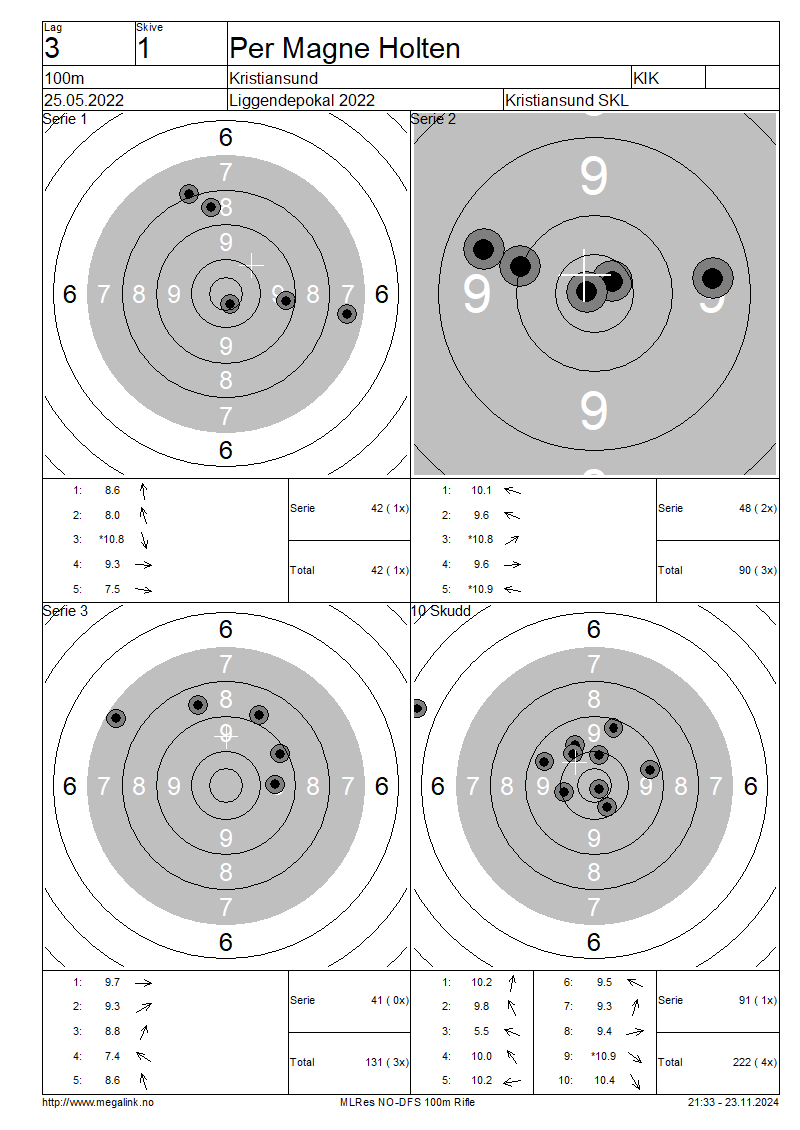 Lag
Skive
3
1
Per Magne Holten
100m
Kristiansund
KIK
25.05.2022
Liggendepokal 2022
Kristiansund SKL
Serie 1
6
7
8
9
6 7 8 9 9 8 7 6
9
8
7
6
Serie 2
9
9 9
9
1: 8.6
2: 8.0
3: *10.8
4: 9.3
5: 7.5
Serie 42 ( 1x)
Total 42 ( 1x)
1: 10.1
2: 9.6
3: *10.8
4: 9.6
5: *10.9
Serie 48 ( 2x)
Total 90 ( 3x)
Serie 3
6
7
8
9
6 7 8 9 8 7 6
9
8
7
6
10 Skudd
6
7
8
9
6 7 8 9 9 8 7 6
9
8
7
6
1: 9.7
2: 9.3
3: 8.8
4: 7.4
5: 8.6
Serie 41 ( 0x)
Total 131 ( 3x)
1: 10.2 6: 9.5
2: 9.8 7: 9.3
3: 5.5 8: 9.4
4: 10.0 9: *10.9
5: 10.2 10: 10.4
Serie 91 ( 1x)
Total 222 ( 4x)
http://www.megalink.no
MLRes NO-DFS 100m Rifle
21:33 - 23.11.2024